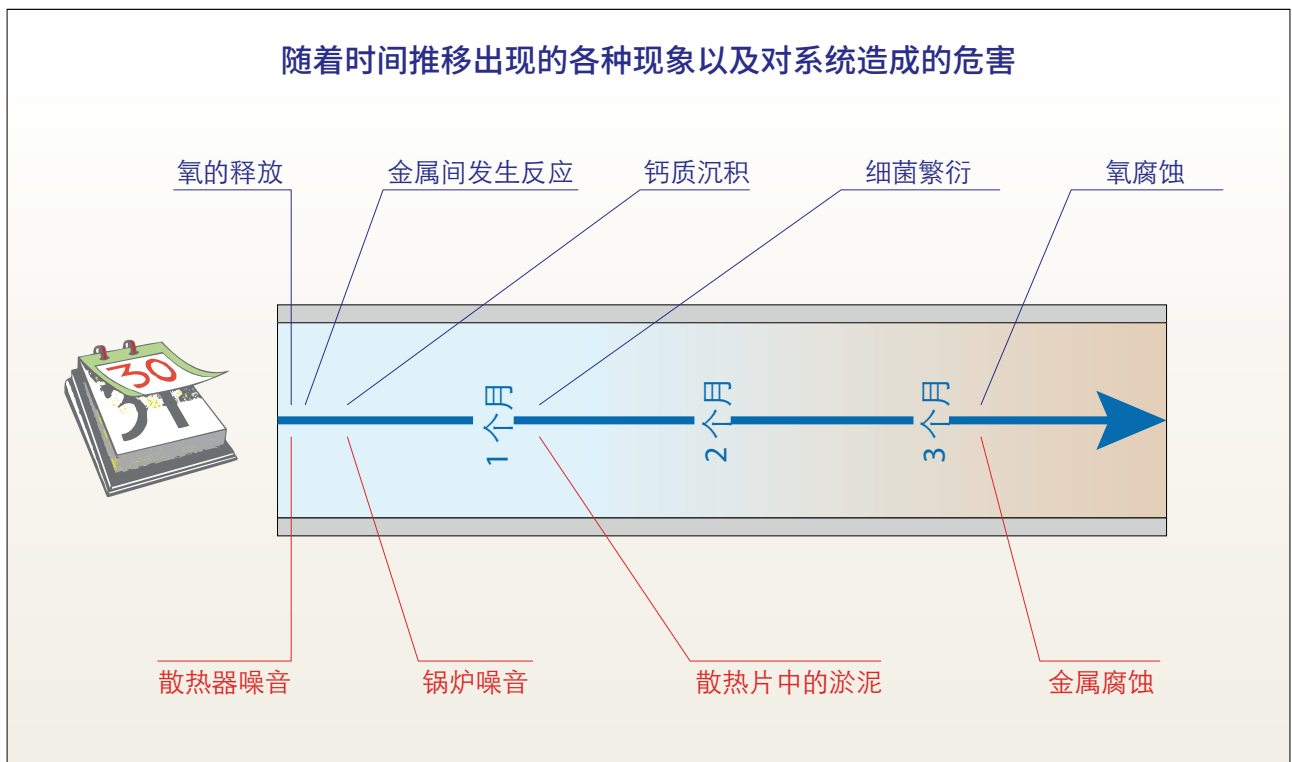 随着时间推移出现的各种现象以及对系统造成的危害
氧的释放
金属间发生反应
钙质沉积
细菌繁衍
氧腐蚀
30
31
1 个月
2 个月
3 个月
散热器噪音
锅炉噪音
散热片中的淤泥
金属腐蚀